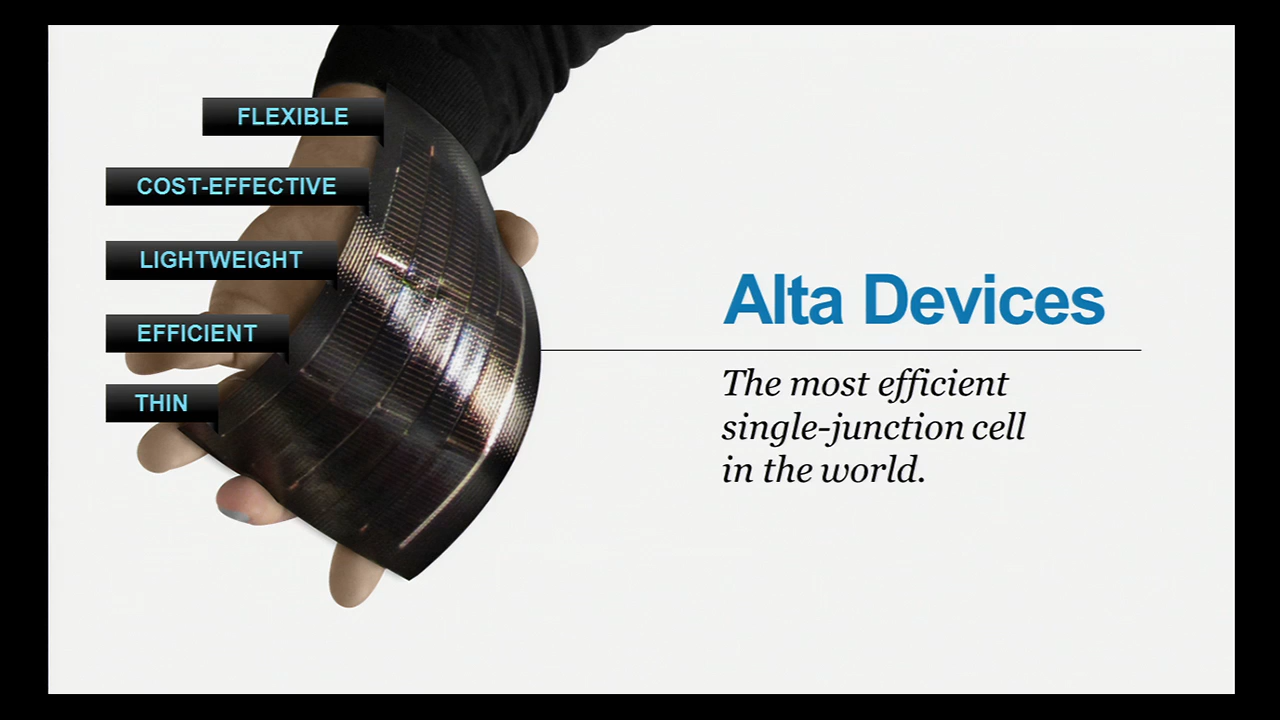 FLEXIBLE
COST-EFFECTIVE
LIGHTWEIGHT
EFFICIENT
THIN
Alta Devices
The most efficient
single-junction cell
in the world.